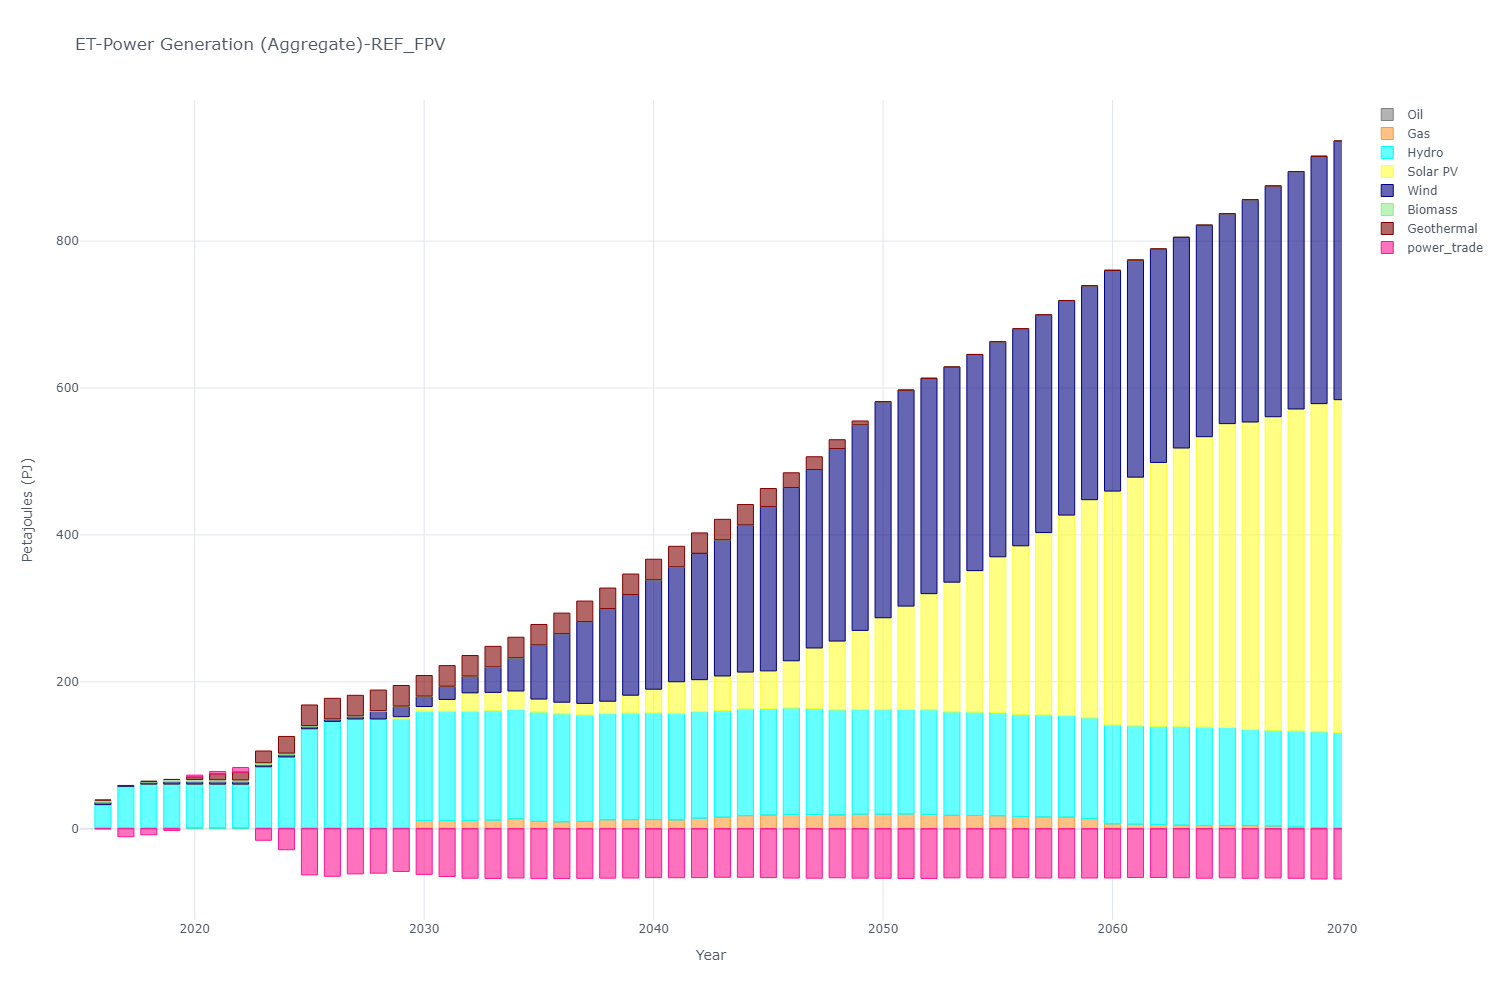 ET-Power Generation (Aggregate)-REF_FPV
Oil
Gas
Hydro
Solar PV
Wind
Biomass
Geothermal
power_trade
Petajoules (PJ)
800
600
400
200
0
2020
2030
2040
2050
2060
2070
Year